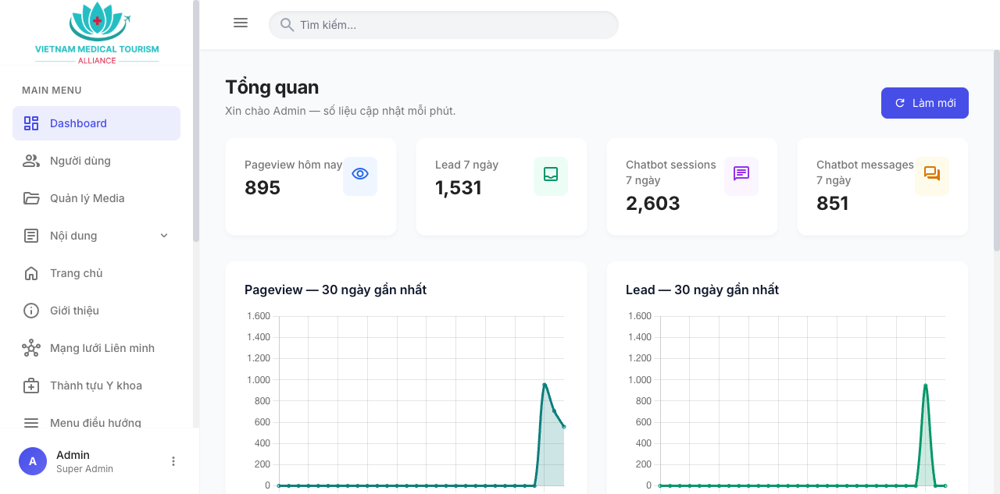 VIETNAM MEDICAL TOURISM
ALLIANCE
MAIN MENU
Dashboard
Người dùng
Quản lý Media
Nội dung
Trang chủ
Giới thiệu
Mạng lưới Liên minh
Thành tựu Y khoa
Menu điều hướng
A
Admin
Super Admin
Tìm kiếm...
Tổng quan
Xin chào Admin — số liệu cập nhật mỗi phút.
Làm mới
Pageview hôm nay
895
Lead 7 ngày
1,531
Chatbot sessions
7 ngày
2,603
Chatbot messages
7 ngày
851
Pageview — 30 ngày gần nhất
1.600
1.400
1.200
1.000
800
600
400
200
0
Lead — 30 ngày gần nhất
1.600
1.400
1.200
1.000
800
600
400
200
0